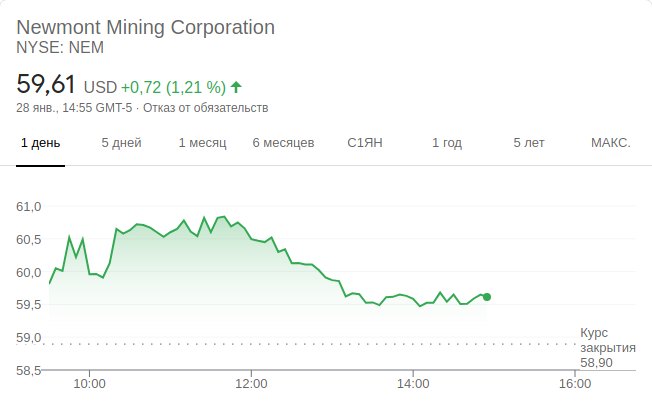 Newmont Mining Corporation
NYSE: NEM
59,61 USD +0,72 (1,21 %)
28 янв., 14:55 GMT-5 · Отказ от обязательств
1 день 5 дней 1 месяц 6 месяцев С1ЯН 1 год 5 лет МАКС.
61,0
60,5
60,0
59,5
59,0
Курс
закрытия
58,90
58,5
10:00 12:00 14:00 16:00